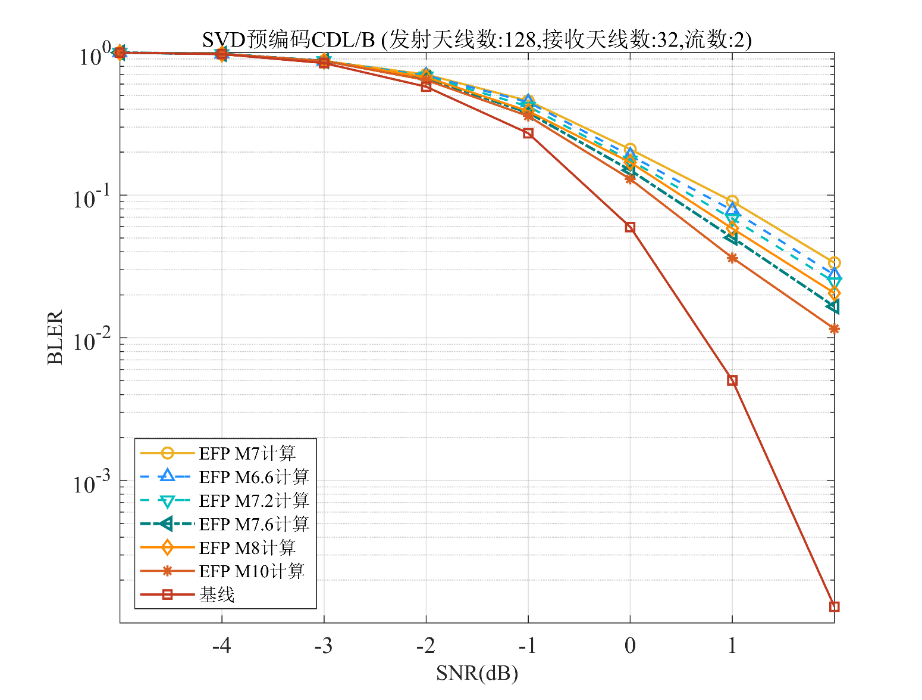 SVD预编码CDL/B (发射天线数:128,接收天线数:32,流数:2)
10^0
10^-1
10^-2
10^-3
BLER
EFP M7计算
EFP M6.6计算
EFP M7.2计算
EFP M7.6计算
EFP M8计算
EFP M10计算
基线
-4 -3 -2 -1 0 1
SNR(dB)